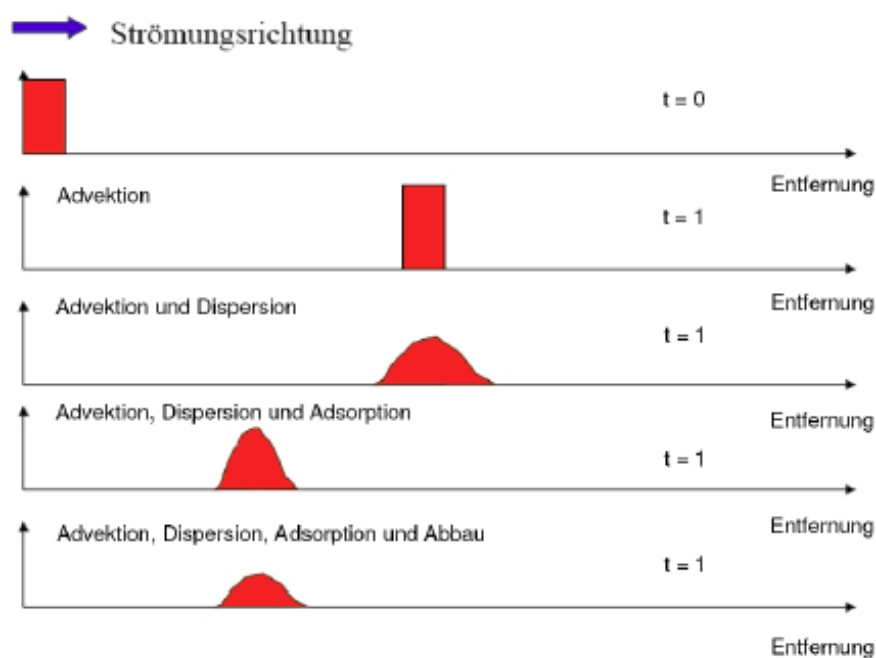 Strömungsrichtung
t = 0
Entfernung
Advektion
t = 1
Entfernung
Advektion und Dispersion
t = 1
Entfernung
Advektion, Dispersion und Adsorption
t = 1
Entfernung
Advektion, Dispersion, Adsorption und Abbau
t = 1
Entfernung